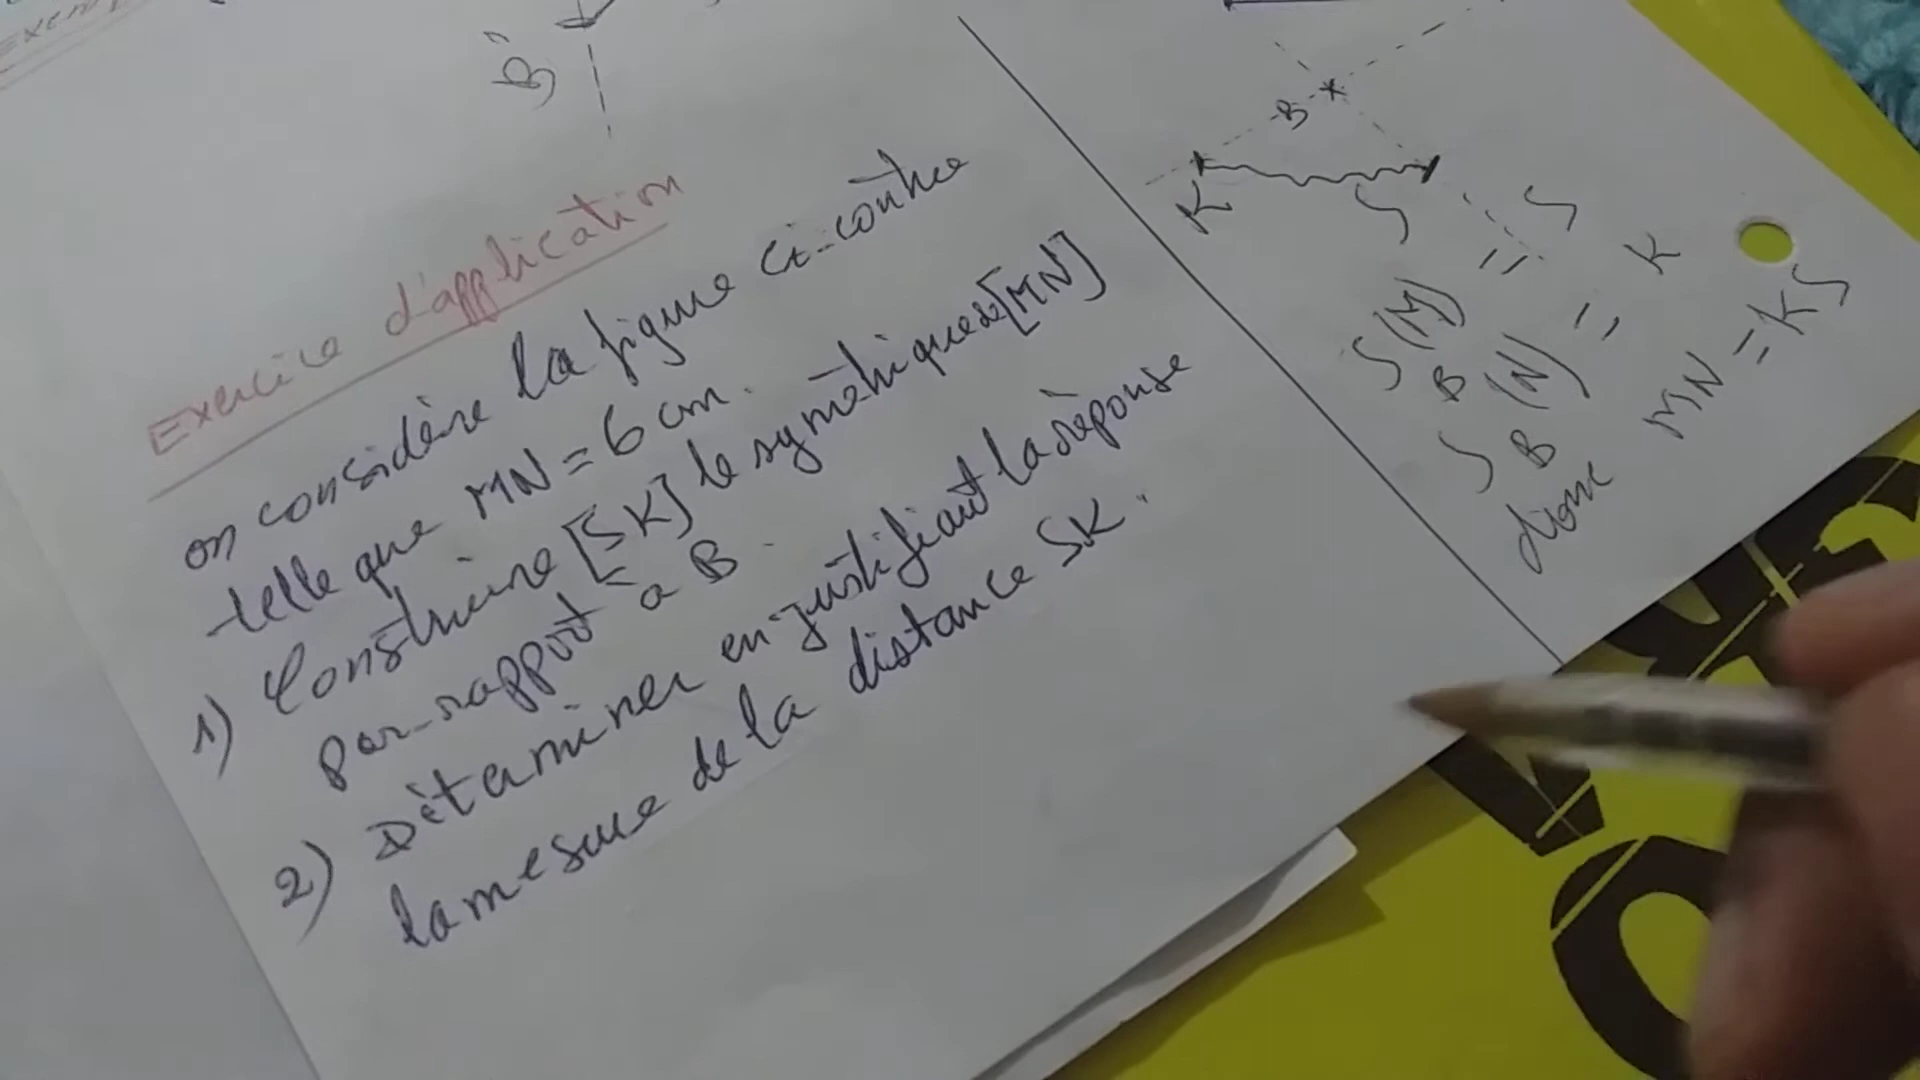 B
Exercice d'application
on considère la figure ci-contre
telle que MN = 6 cm.
1) Construire [SK] le symétrique de [MN]
par-rapport à B.
2) Déterminer en justifiant la réponse
la mesure de la distance SK.
B
K
S
S(M) = S
B
S(N) = K
B
donc MN = KS